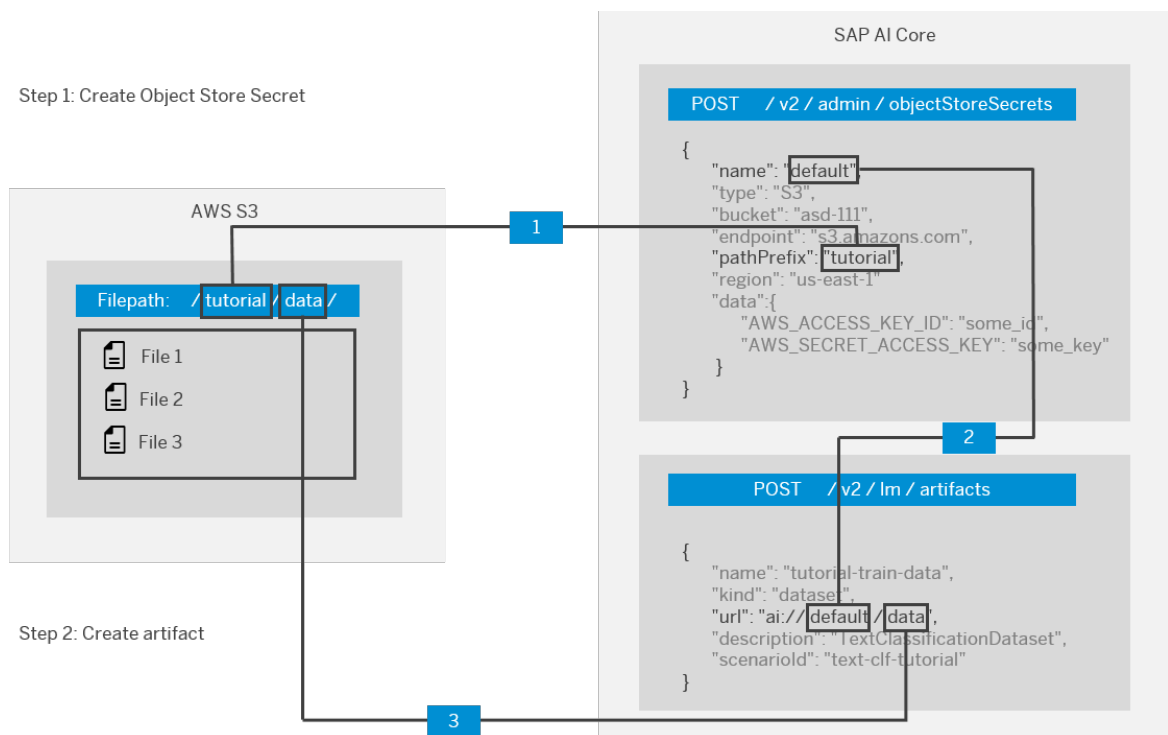 SAP AI Core
Step 1: Create Object Store Secret
POST / v2 / admin / objectStoreSecrets
{
"name": "default",
"type": "S3",
"bucket": "asd-111",
"endpoint": "s3.amazons.com",
"pathPrefix": "tutorial",
"region": "us-east-1"
"data":{
"AWS_ACCESS_KEY_ID": "some_id",
"AWS_SECRET_ACCESS_KEY": "some_key"
}
}
AWS S3
1
Filepath: / tutorial / data /
File 1
File 2
File 3
2
POST / v2 / lm / artifacts
{
"name": "tutorial-train-data",
"kind": "dataset",
"url": "ai:// default / data",
"description": "TextClassificationDataset",
"scenarioId": "text-clf-tutorial"
}
Step 2: Create artifact
3